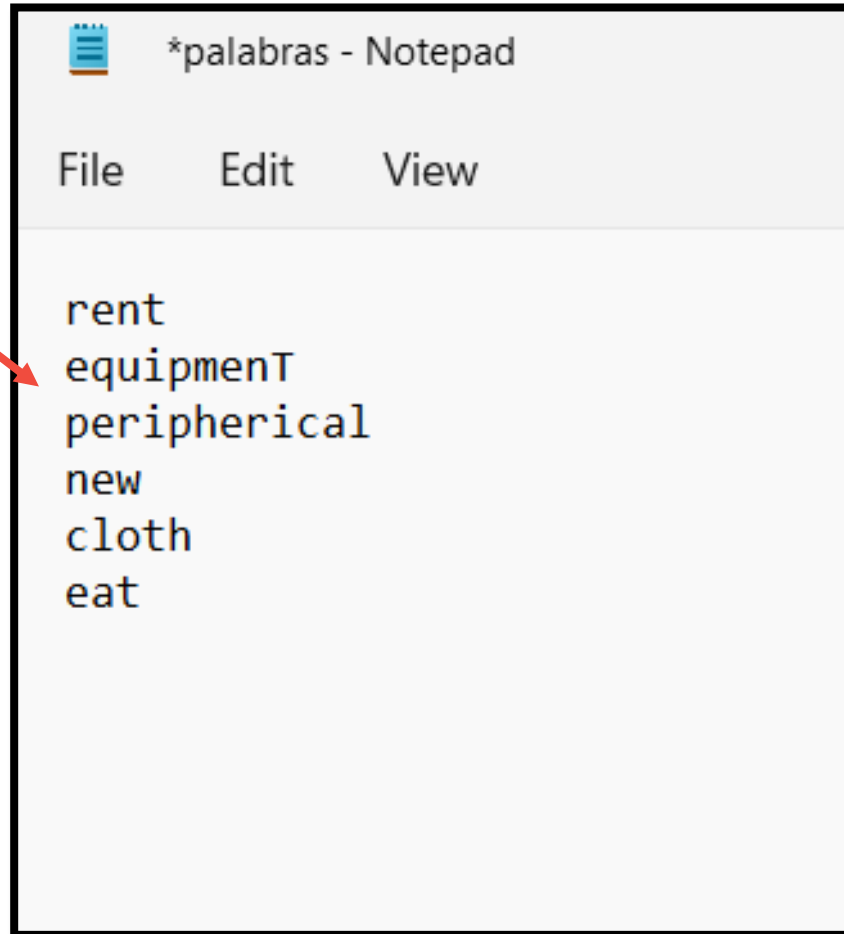 *palabras - Notepad
File Edit View
rent
equipmenT
peripherical
new
cloth
eat